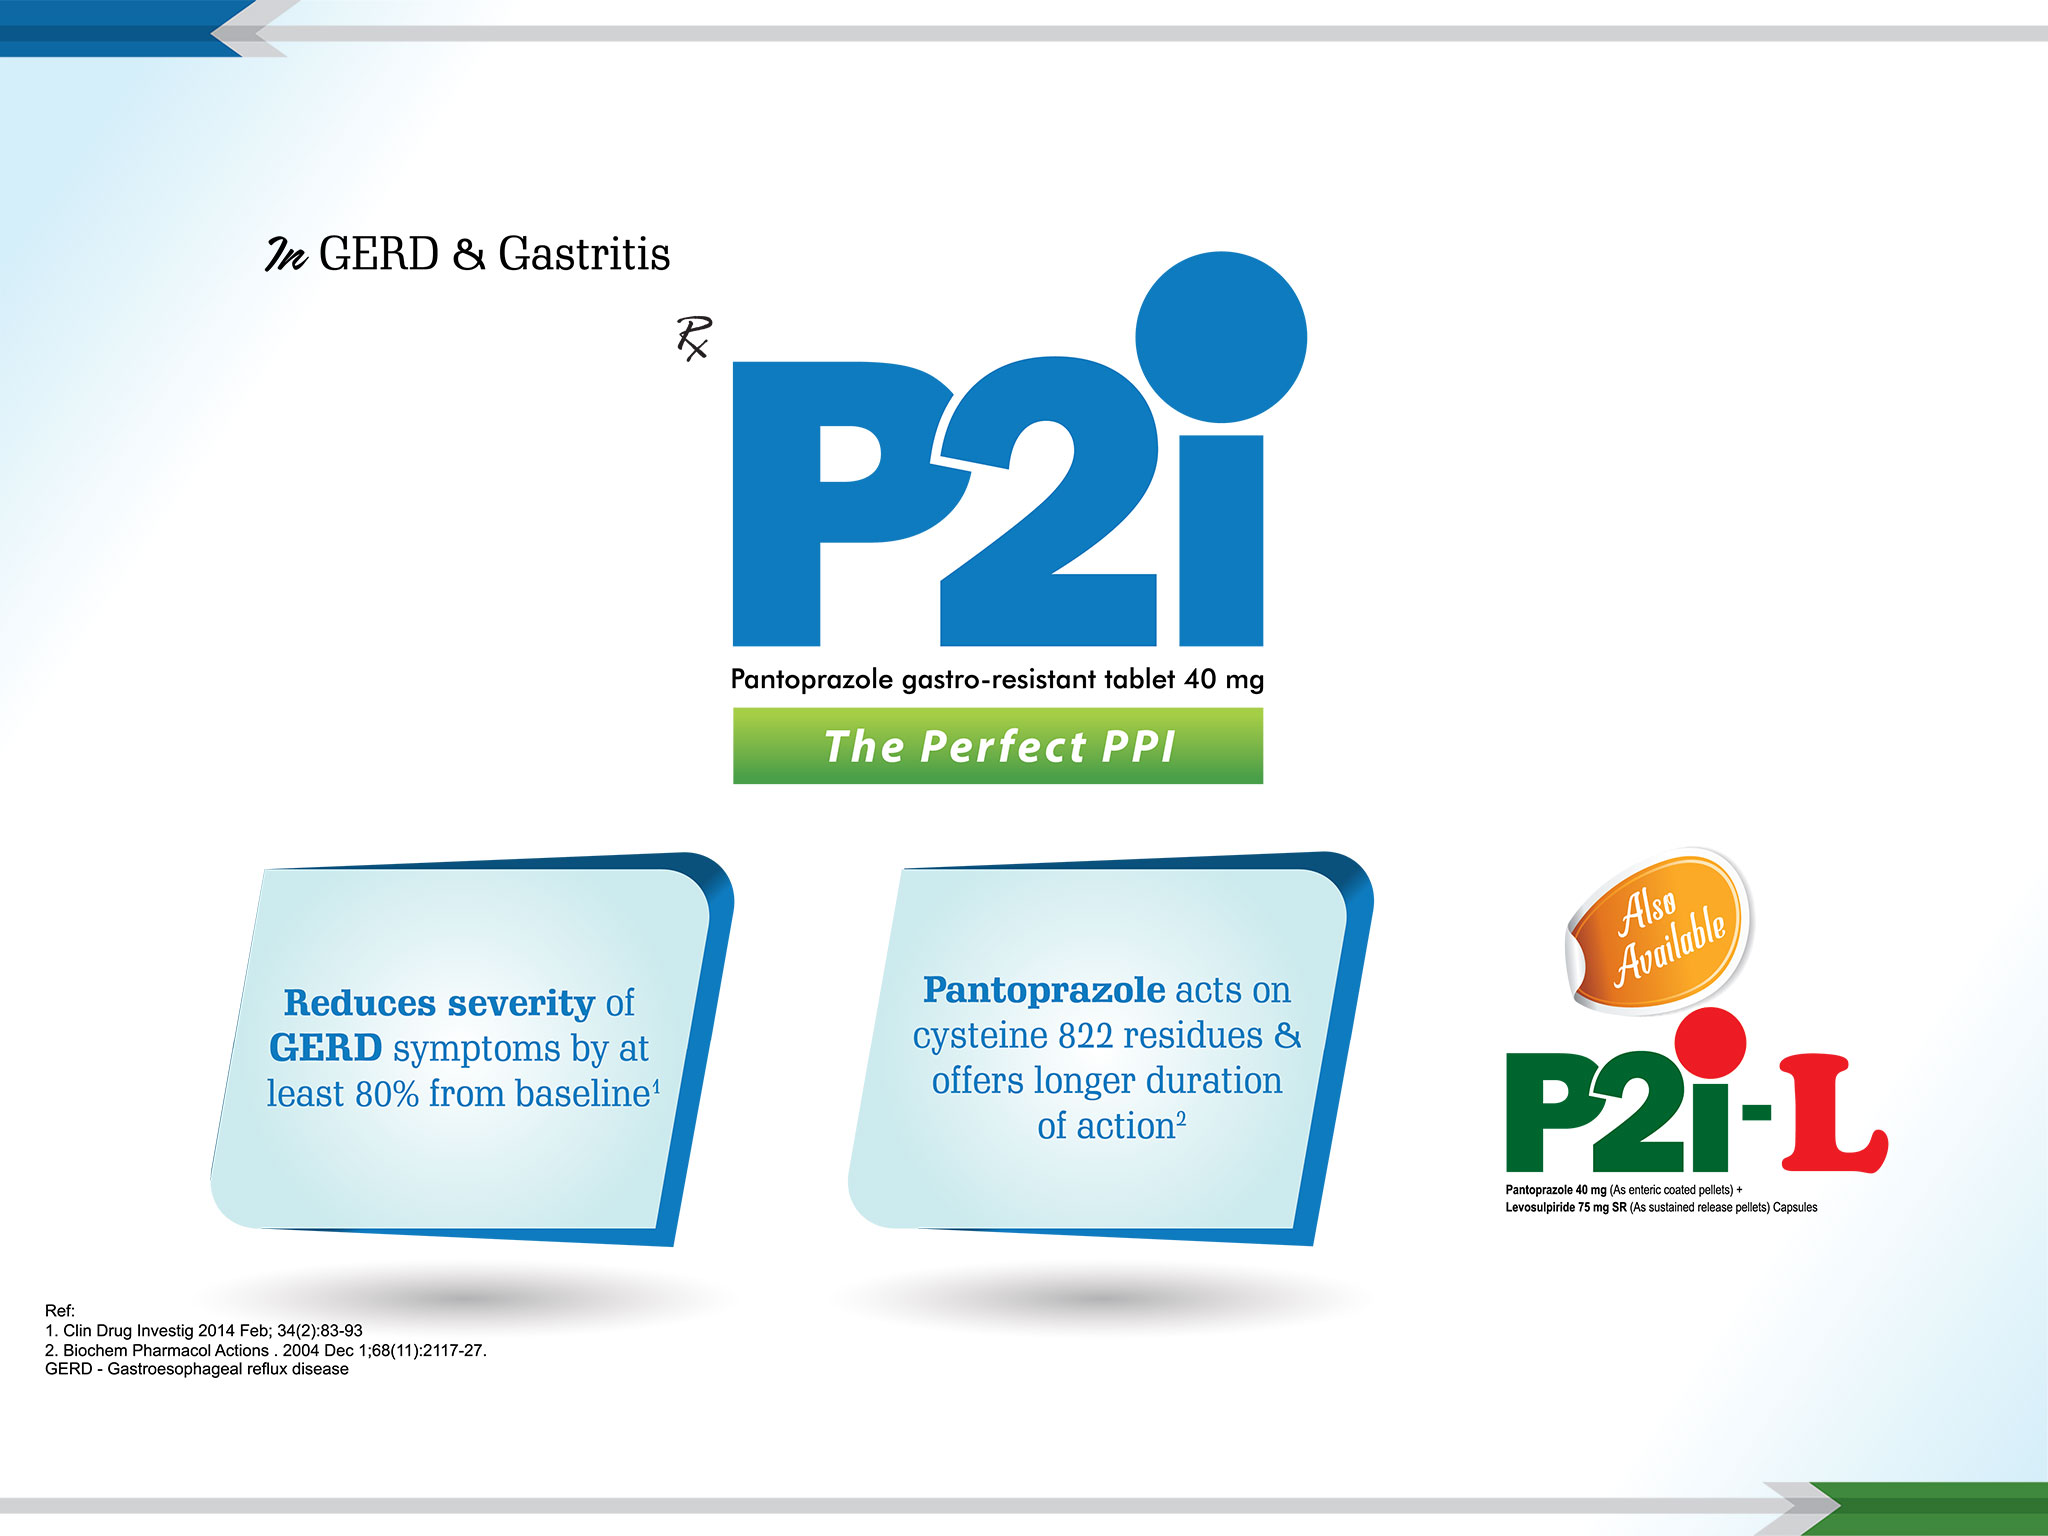 In GERD & Gastritis
Rx
P2i
Pantoprazole gastro-resistant tablet 40 mg
The Perfect PPI
Reduces severity of
GERD symptoms by at
least 80% from baseline¹
Pantoprazole acts on
cysteine 822 residues &
offers longer duration
of action²
Also
Available
P2i-L
Pantoprazole 40 mg (As enteric coated pellets) +
Levosulpiride 75 mg SR (As sustained release pellets) Capsules
Ref:
1. Clin Drug Investig 2014 Feb; 34(2):83-93
2. Biochem Pharmacol Actions . 2004 Dec 1;68(11):2117-27.
GERD - Gastroesophageal reflux disease